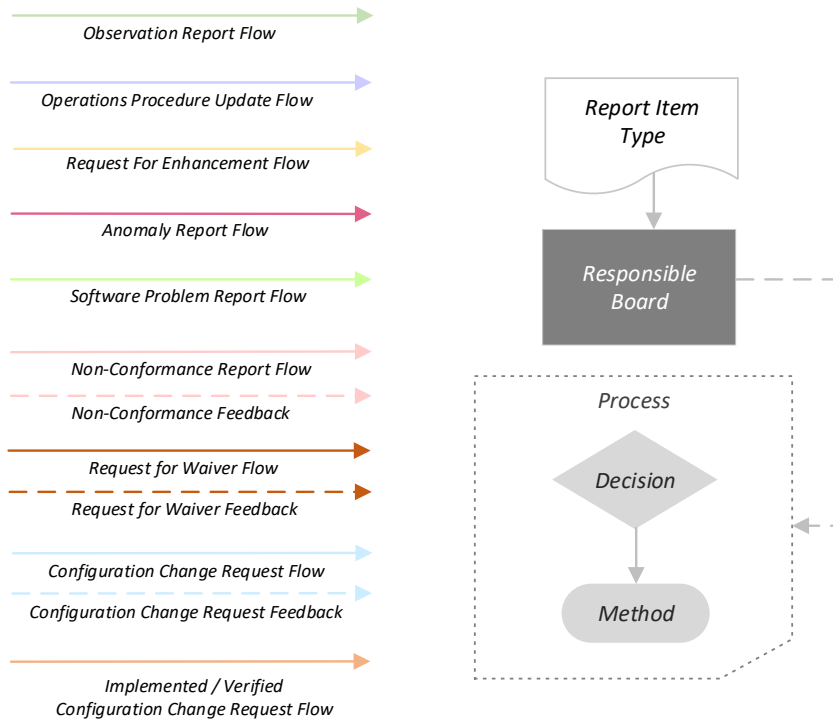 Observation Report Flow
Operations Procedure Update Flow
Request For Enhancement Flow
Anomaly Report Flow
Software Problem Report Flow
Non-Conformance Report Flow
Non-Conformance Feedback
Request for Waiver Flow
Request for Waiver Feedback
Configuration Change Request Flow
Configuration Change Request Feedback
Implemented / Verified
Configuration Change Request Flow
Report Item
Type
Responsible
Board
Process
Decision
Method